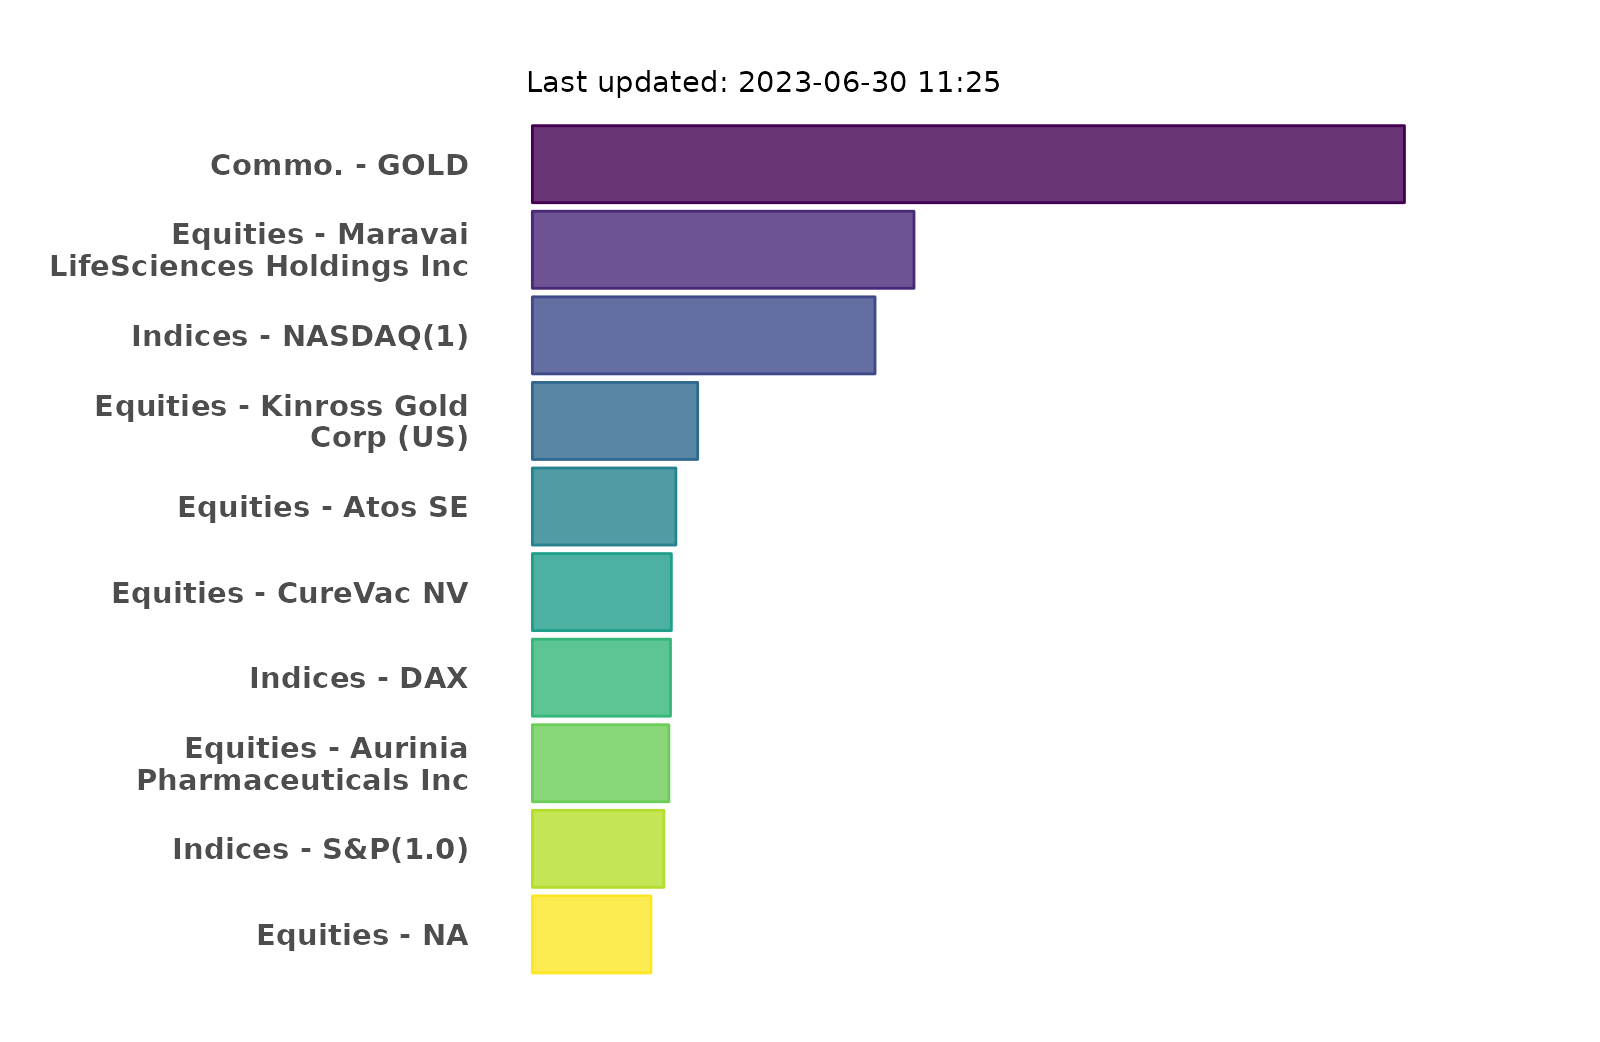 Last updated: 2023-06-30 11:25
Commo. - GOLD
Equities - Maravai
LifeSciences Holdings Inc
Indices - NASDAQ(1)
Equities - Kinross Gold
Corp (US)
Equities - Atos SE
Equities - CureVac NV
Indices - DAX
Equities - Aurinia
Pharmaceuticals Inc
Indices - S&P(1.0)
Equities - NA